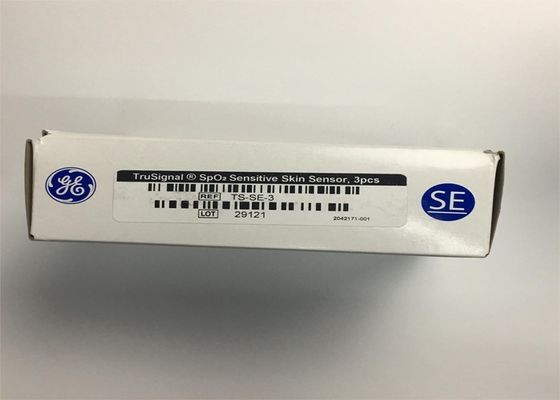 GE
TruSignal ® SpO₂ Sensitive Skin Sensor, 3pcs
REF TS-SE-3
LOT 29121
2042171-001
SE